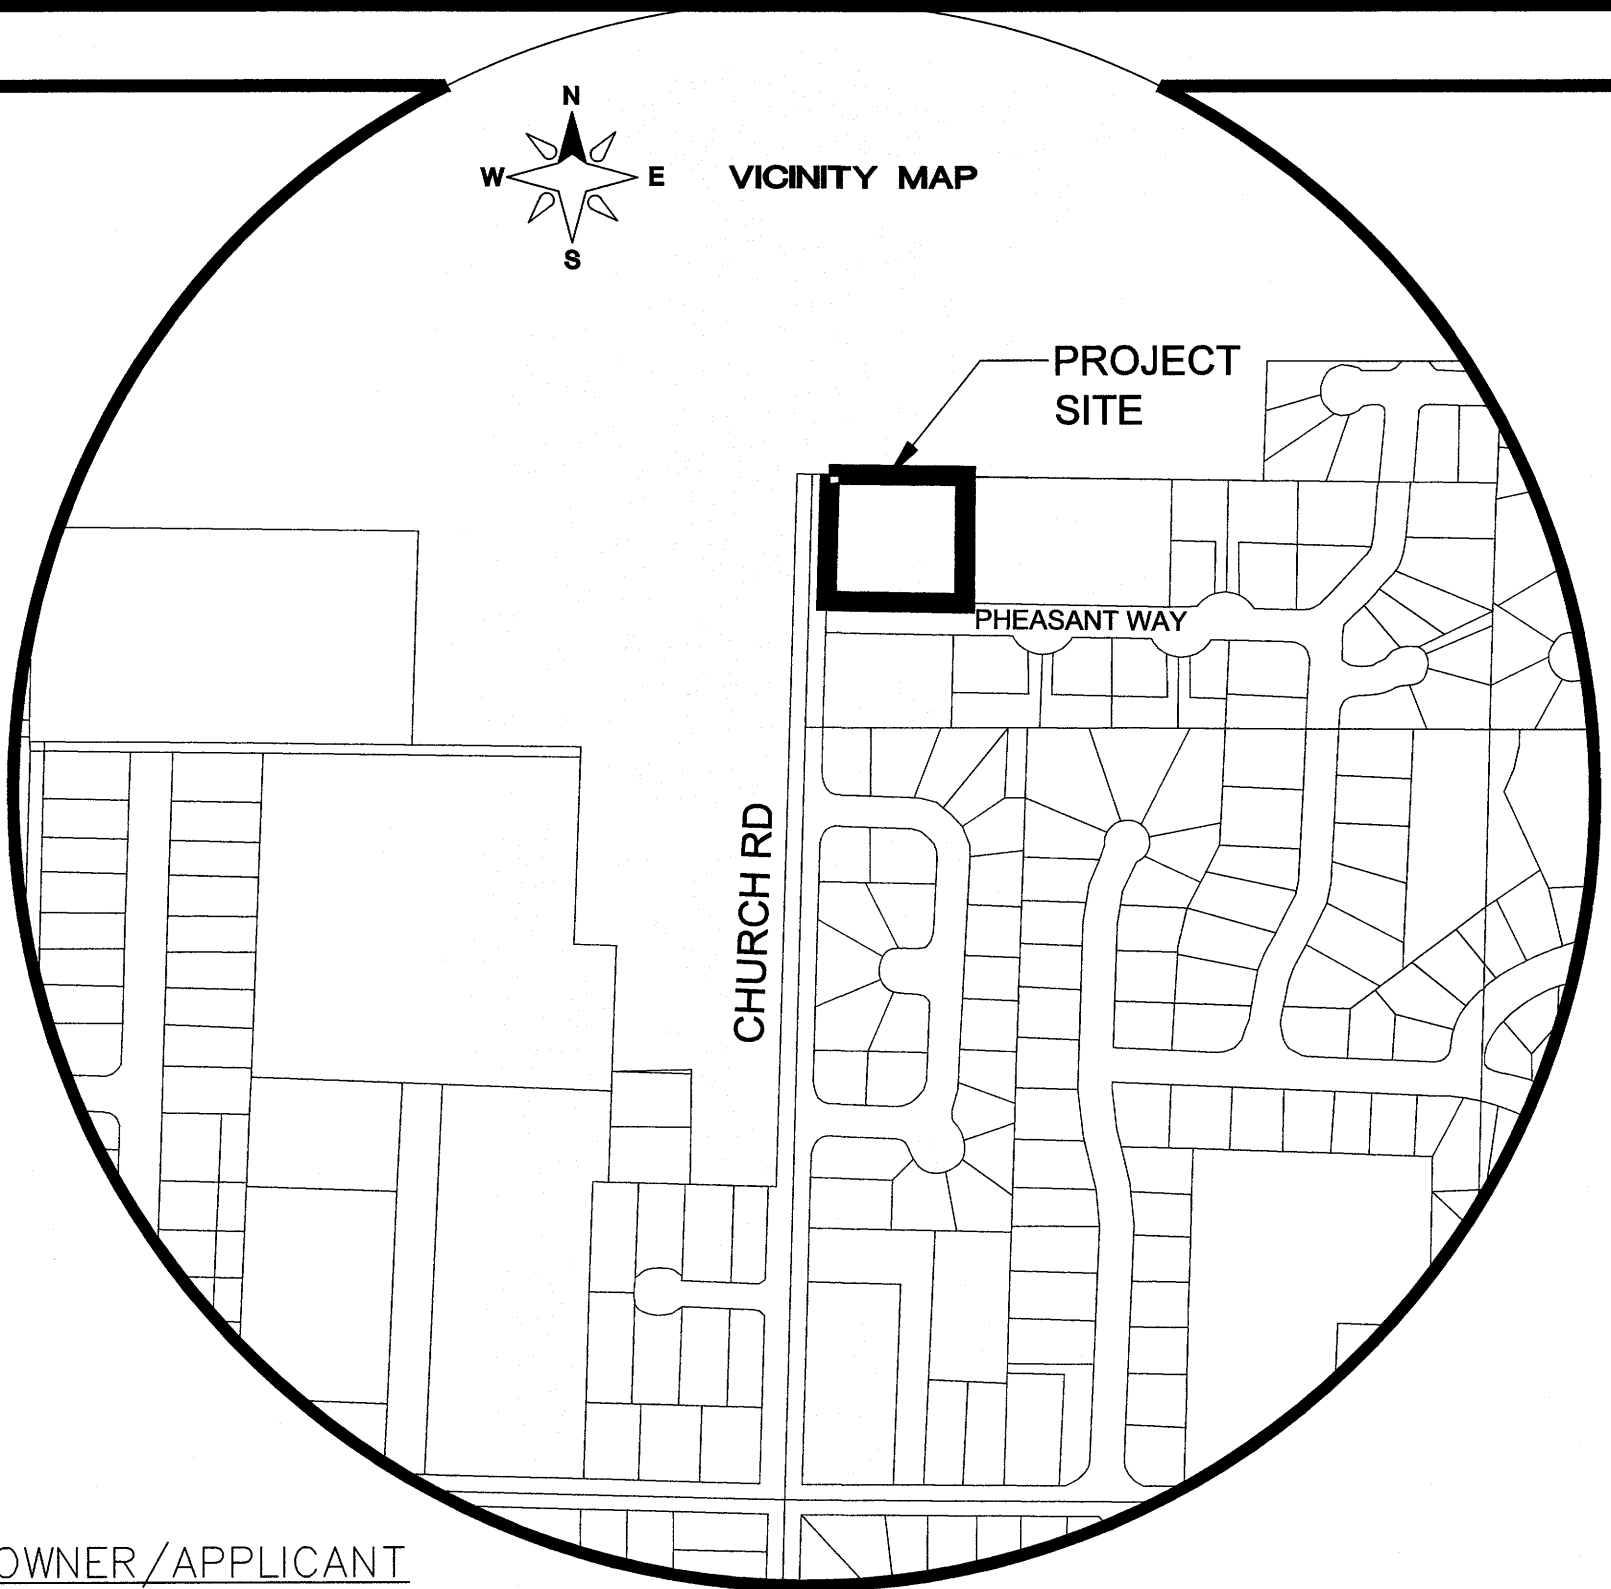 N
W E VICINITY MAP
S
PROJECT
SITE
PHEASANT WAY
CHURCH RD
OWNER/APPLICANT